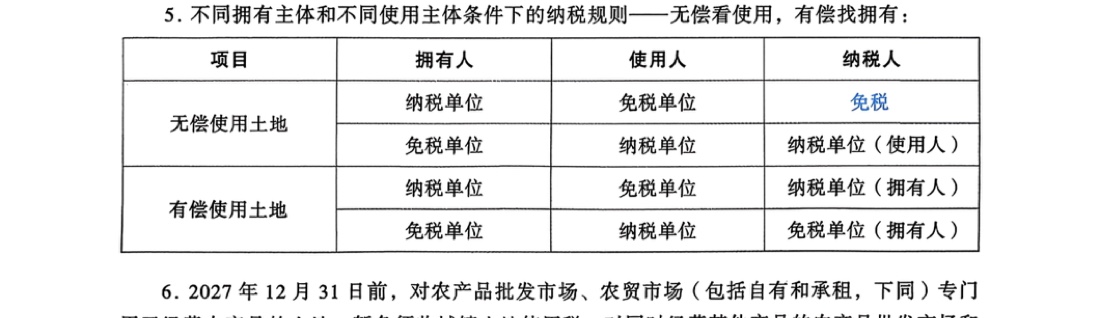 5. 不同拥有主体和不同使用主体条件下的纳税规则——无偿看使用，有偿找拥有：
项目 拥有人 使用人 纳税人
无偿使用土地
纳税单位 免税单位 免税
免税单位 纳税单位 纳税单位（使用人）
有偿使用土地
纳税单位 免税单位 纳税单位（拥有人）
免税单位 纳税单位 免税单位（拥有人）
6. 2027 年 12 月 31 日前，对农产品批发市场、农贸市场（包括自有和承租，下同）专门